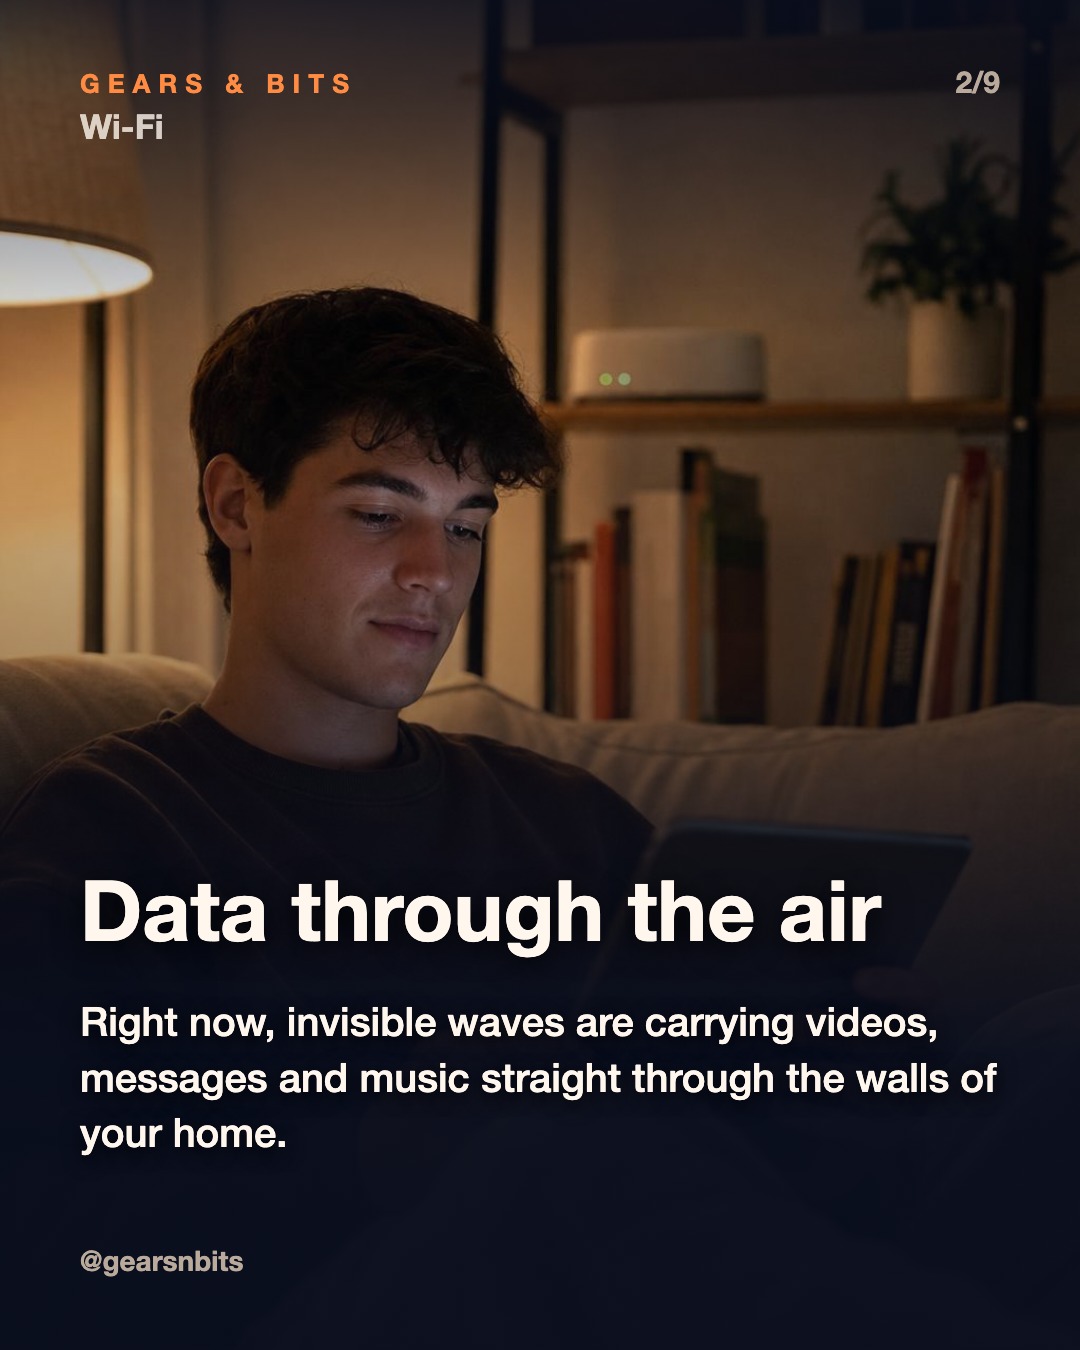 GEARS & BITS
2/9
Wi-Fi
Data through the air
Right now, invisible waves are carrying videos,
messages and music straight through the walls of
your home.
@gearsnbits